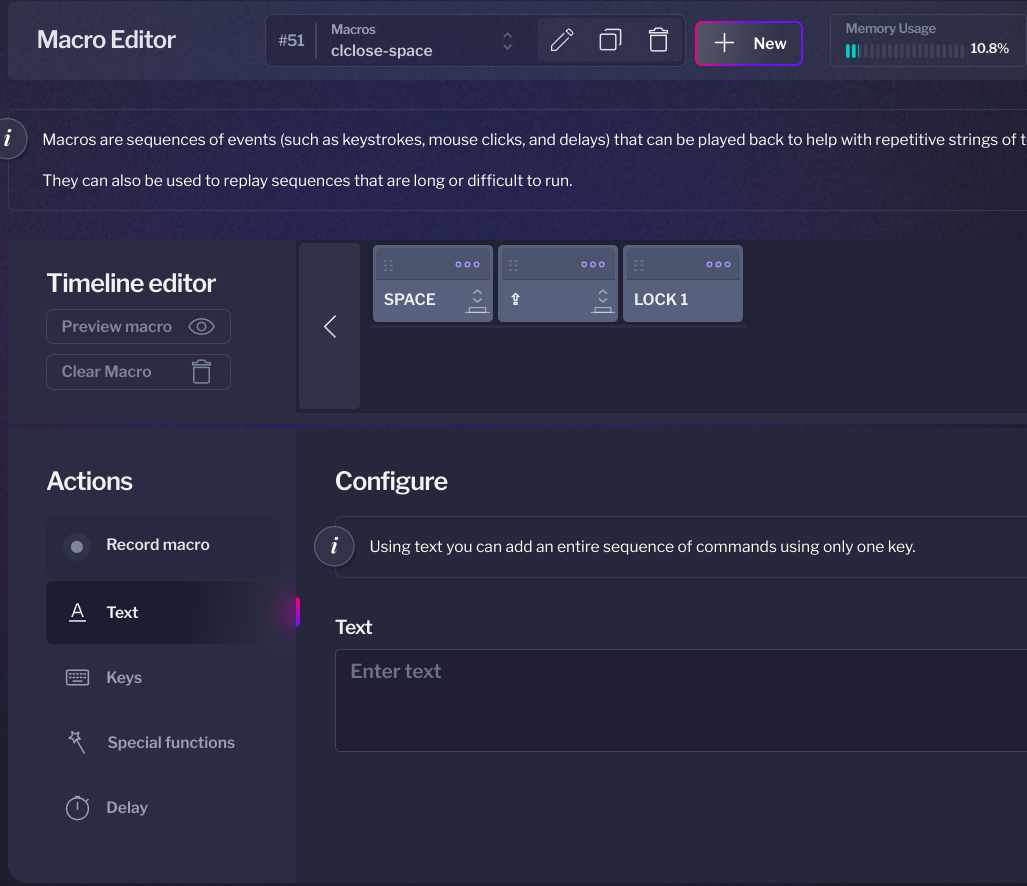 Macro Editor
#51
Macros
clclose-space
New
Memory Usage
10.8%
i
Macros are sequences of events (such as keystrokes, mouse clicks, and delays) that can be played back to help with repetitive strings of
They can also be used to replay sequences that are long or difficult to run.
Timeline editor
Preview macro
Clear Macro
SPACE
⇪
LOCK 1
Actions
Record macro
A Text
Keys
Special functions
Delay
Configure
i
Using text you can add an entire sequence of commands using only one key.
Text
Enter text